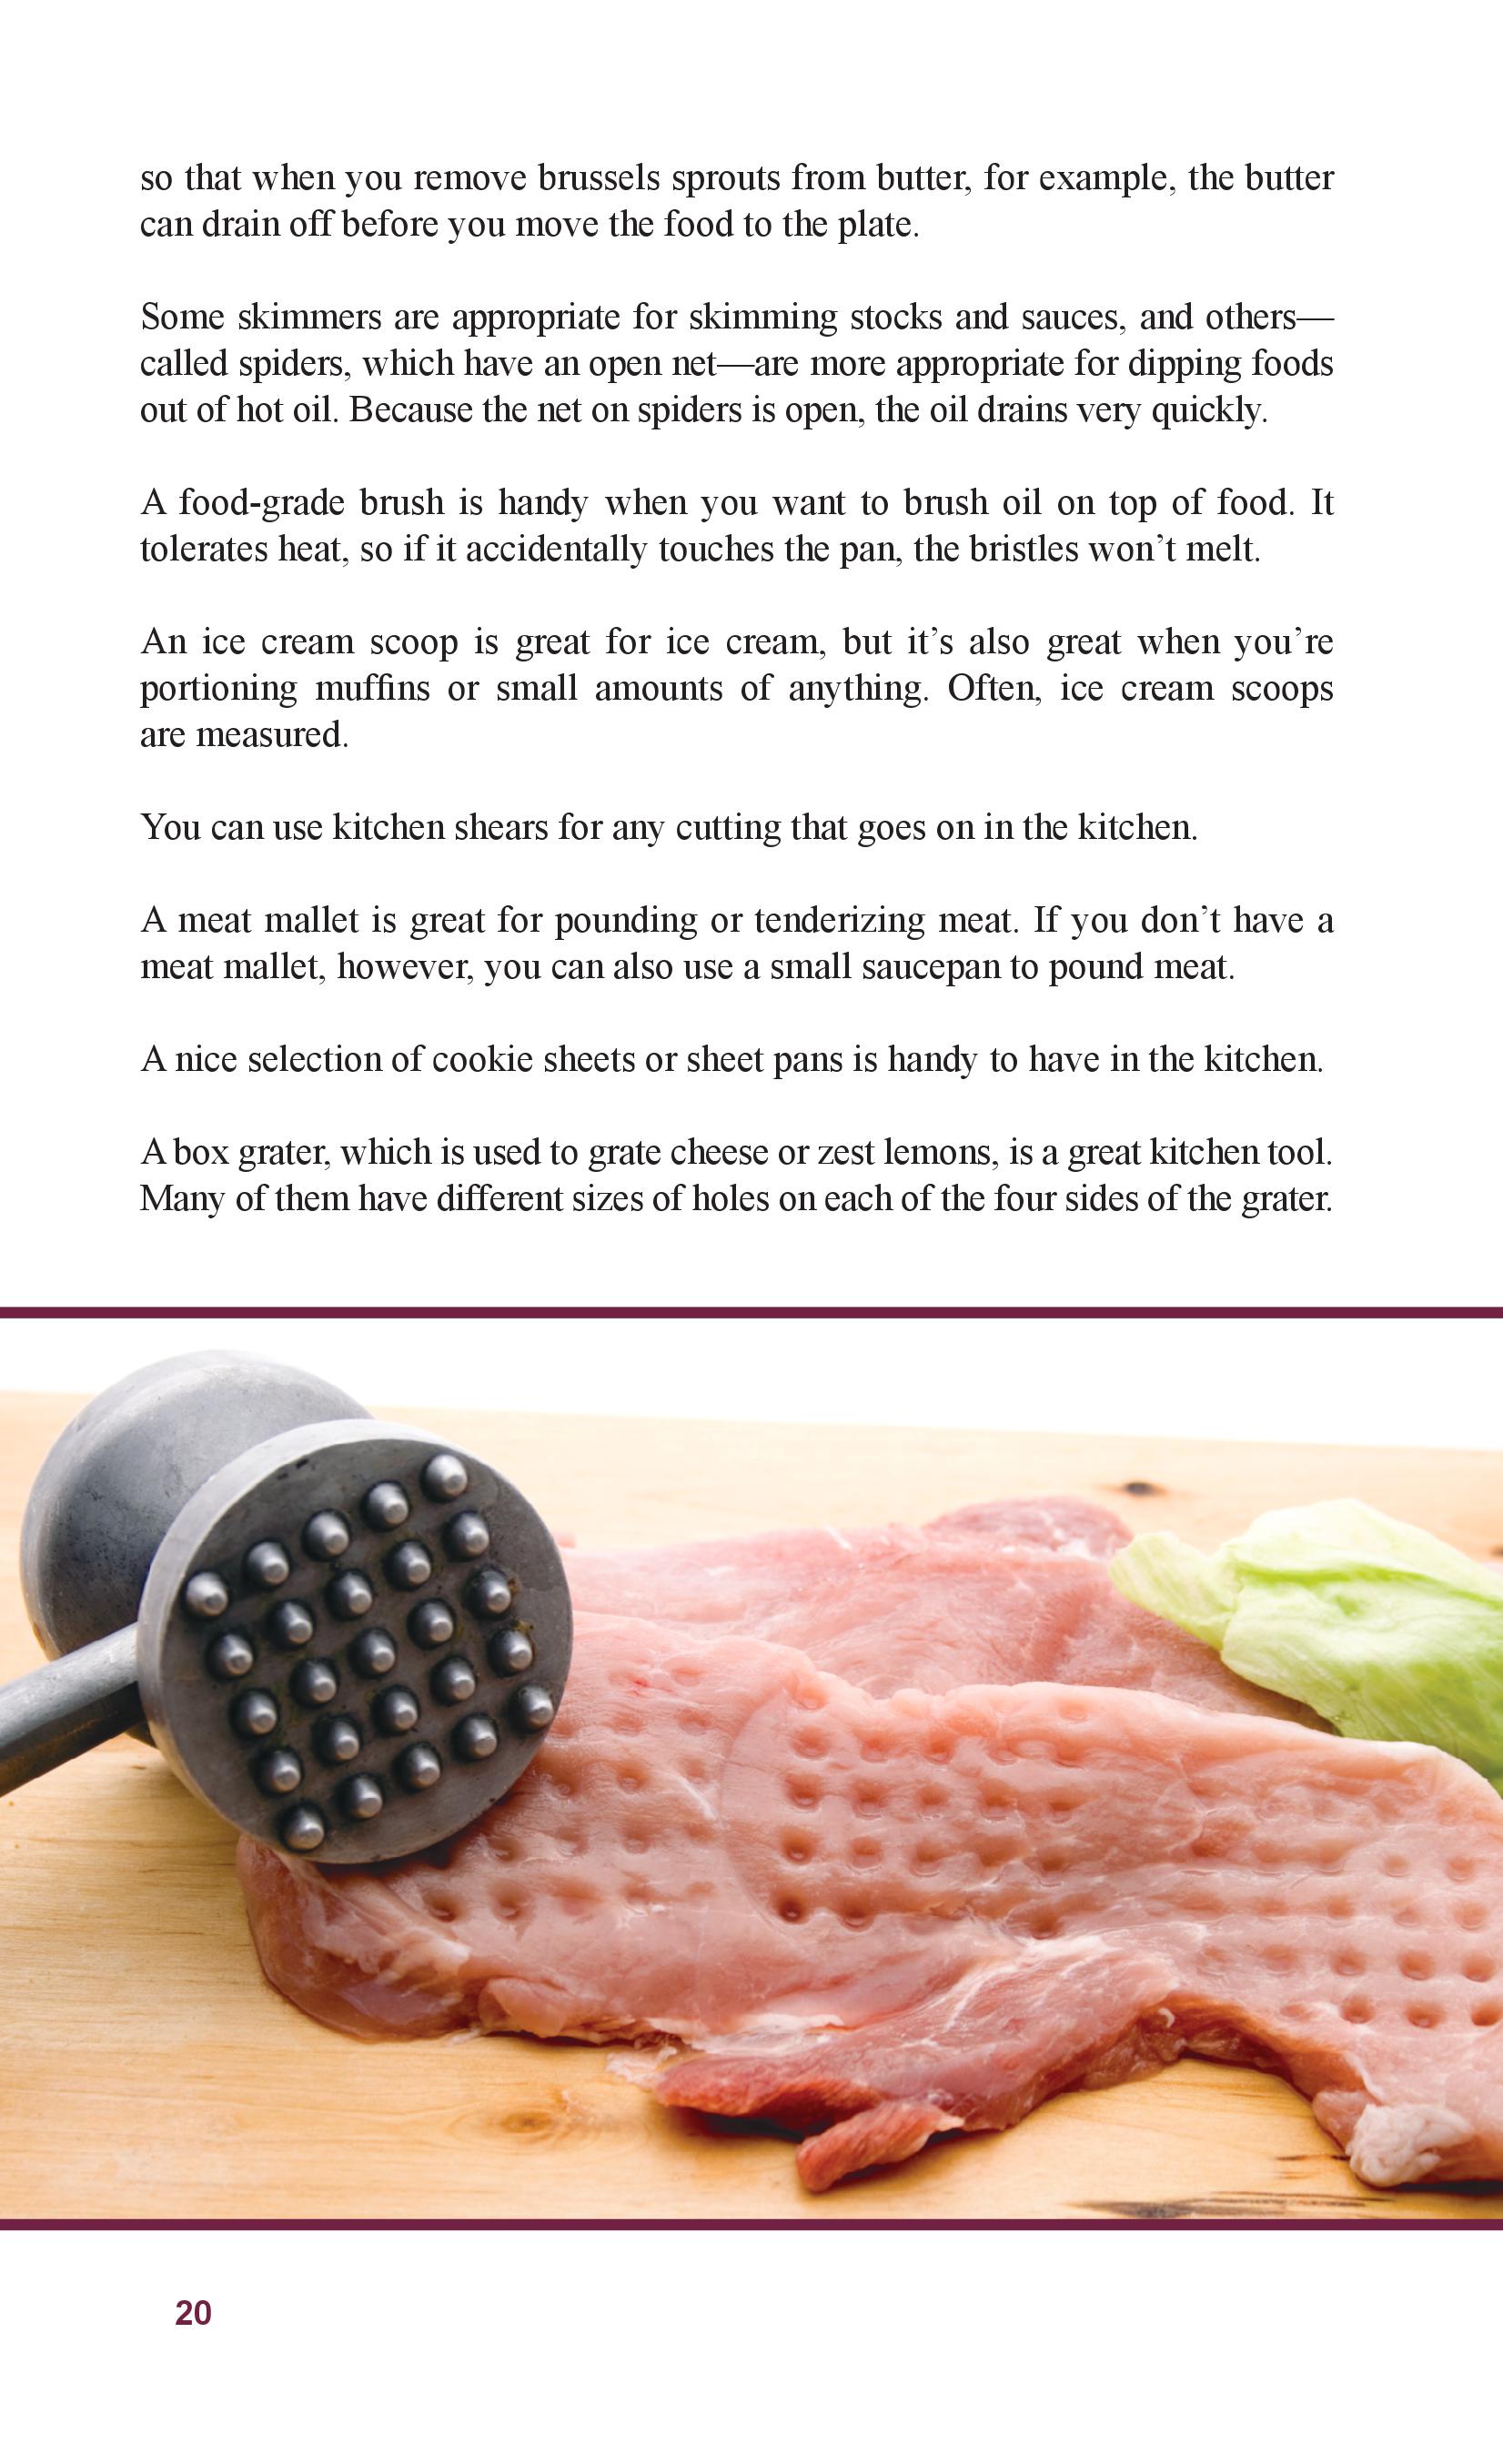 so that when you remove brussels sprouts from butter, for example, the butter
can drain off before you move the food to the plate.
Some skimmers are appropriate for skimming stocks and sauces, and others—
called spiders, which have an open net—are more appropriate for dipping foods
out of hot oil. Because the net on spiders is open, the oil drains very quickly.
A food-grade brush is handy when you want to brush oil on top of food. It
tolerates heat, so if it accidentally touches the pan, the bristles won’t melt.
An ice cream scoop is great for ice cream, but it’s also great when you’re
portioning muffins or small amounts of anything. Often, ice cream scoops
are measured.
You can use kitchen shears for any cutting that goes on in the kitchen.
A meat mallet is great for pounding or tenderizing meat. If you don’t have a
meat mallet, however, you can also use a small saucepan to pound meat.
A nice selection of cookie sheets or sheet pans is handy to have in the kitchen.
A box grater, which is used to grate cheese or zest lemons, is a great kitchen tool.
Many of them have different sizes of holes on each of the four sides of the grater.
20